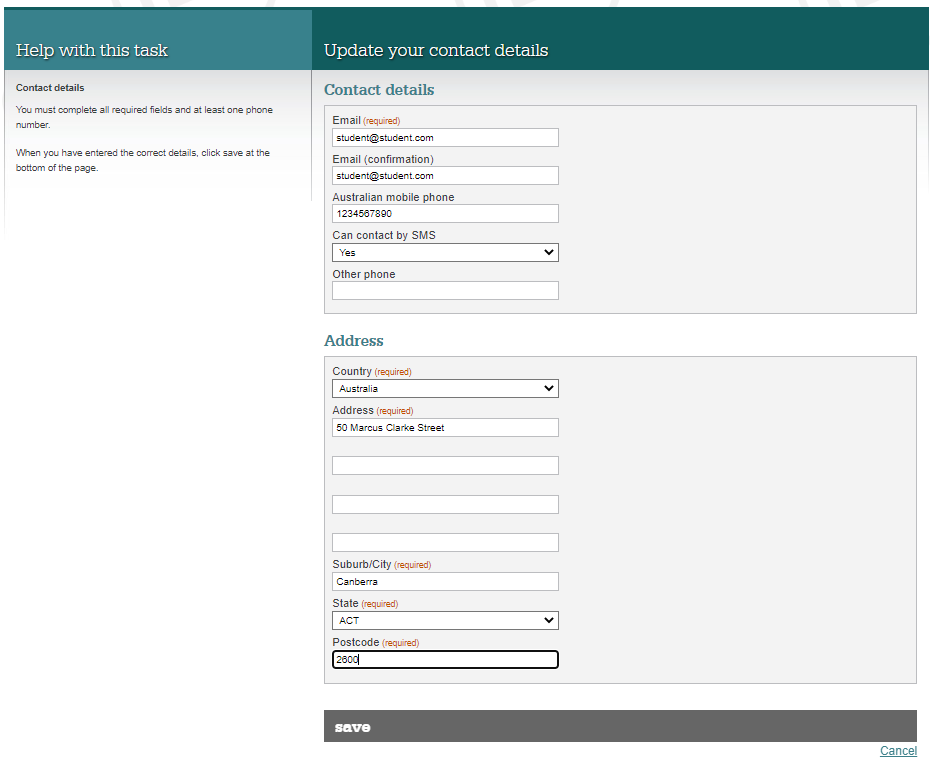 Help with this task
Update your contact details
Contact details
You must complete all required fields and at least one phone
number.
When you have entered the correct details, click save at the
bottom of the page.
Contact details
Email (required)
student@student.com
Email (confirmation)
student@student.com
Australian mobile phone
1234567890
Can contact by SMS
Yes
Other phone
Address
Country (required)
Australia
Address (required)
50 Marcus Clarke Street
Suburb/City (required)
Canberra
State (required)
ACT
Postcode (required)
2600
save
Cancel